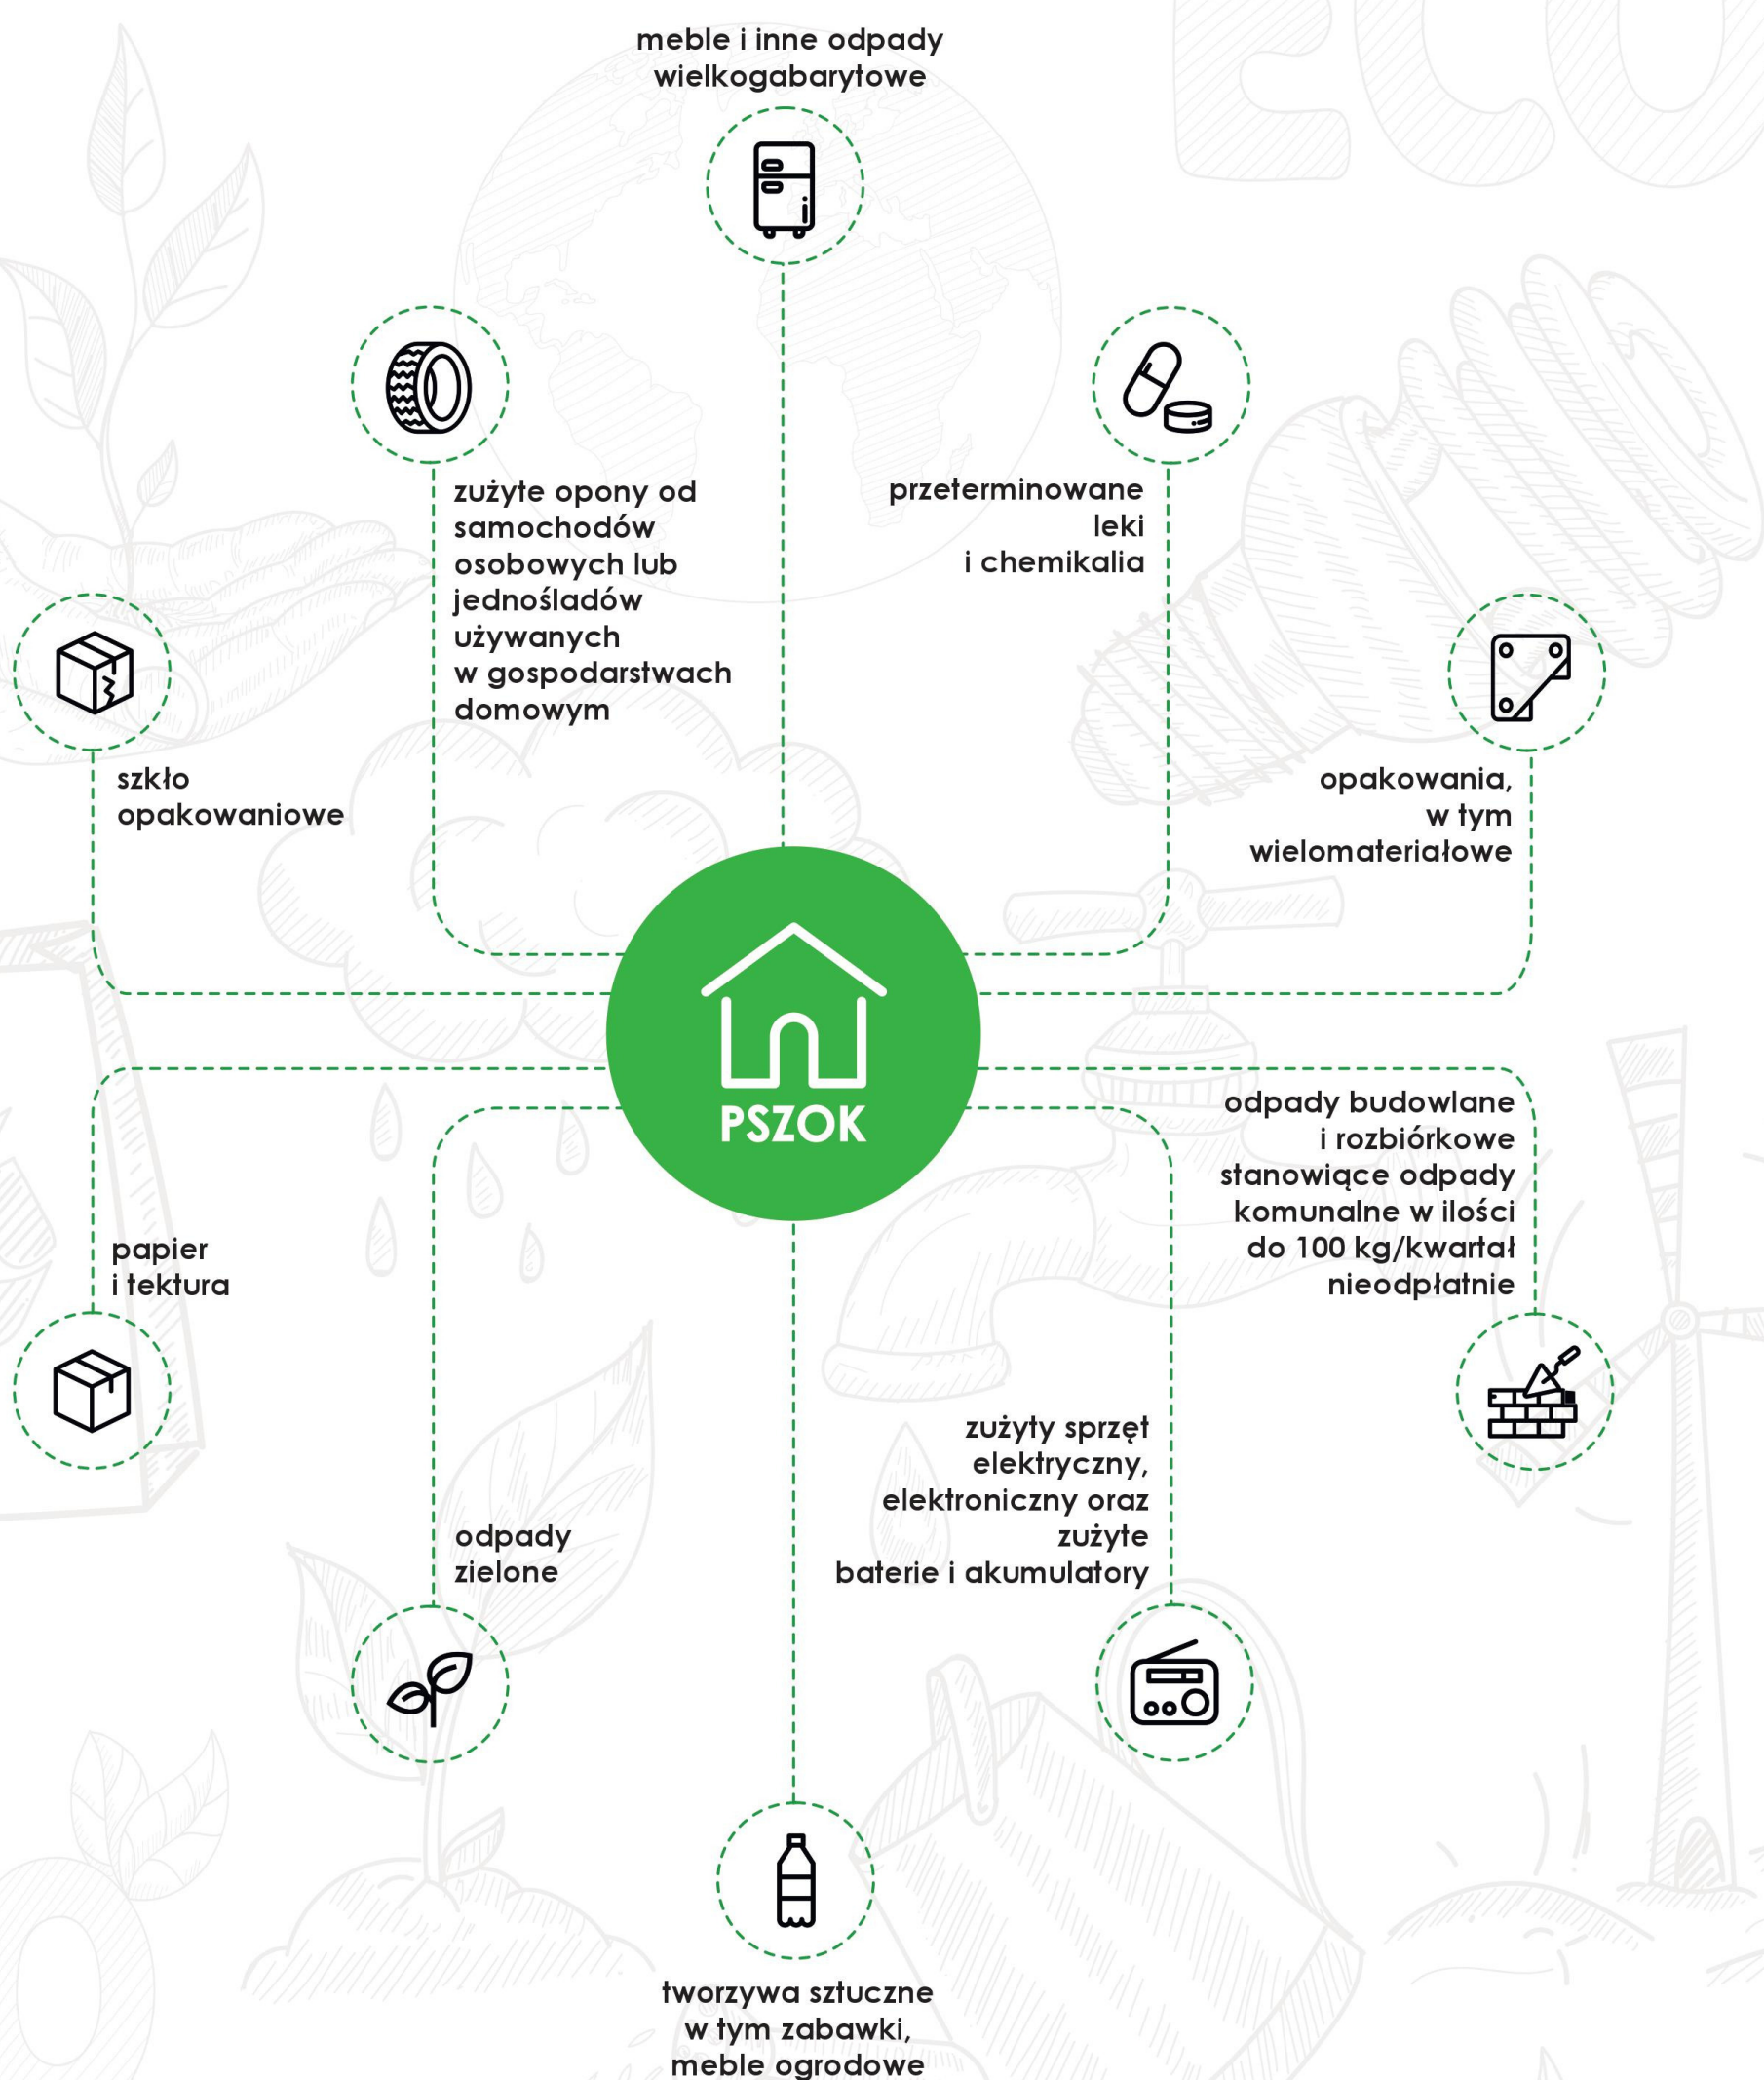 ECO
meble i inne odpady
wielkogabarytowe
zużyte opony od
samochodów
osobowych lub
jednośladów
używanych
w gospodarstwach
domowym
przeterminowane
leki
i chemikalia
szkło
opakowaniowe
opakowania,
w tym
wielomateriałowe
PSZOK
odpady budowlane
i rozbiórkowe
stanowiące odpady
komunalne w ilości
do 100 kg/kwartał
nieodpłatnie
papier
i tektura
zużyty sprzęt
elektryczny,
elektroniczny oraz
zużyte
baterie i akumulatory
odpady
zielone
tworzywa sztuczne
w tym zabawki,
meble ogrodowe